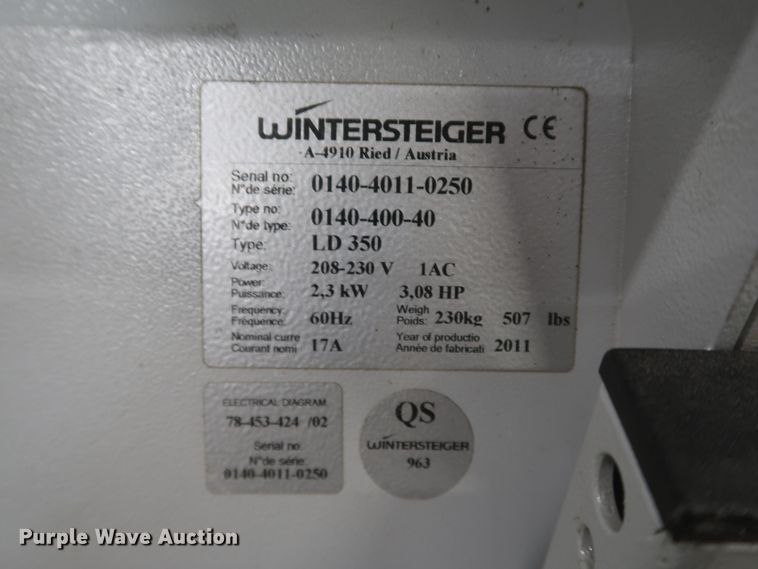 WINTERSTEIGER CE
A-4910 Ried / Austria
Serial no:
N°de série: 0140-4011-0250
Type no:
N°de type: 0140-400-40
Type: LD 350
Voltage: 208-230 V 1AC
Power:
Puissance: 2,3 kW 3,08 HP
Frequency:
Fréquence: 60Hz
Weigh
Poids: 230kg 507 lbs
Nominal curre
Courant nomi 17A
Year of productio
Année de fabricati 2011
ELECTRICAL DIAGRAM
78-453-424 /02
Serial no.
N°de série:
0140-4011-0250
QS
WINTERSTEIGER
963
Purple Wave Auction